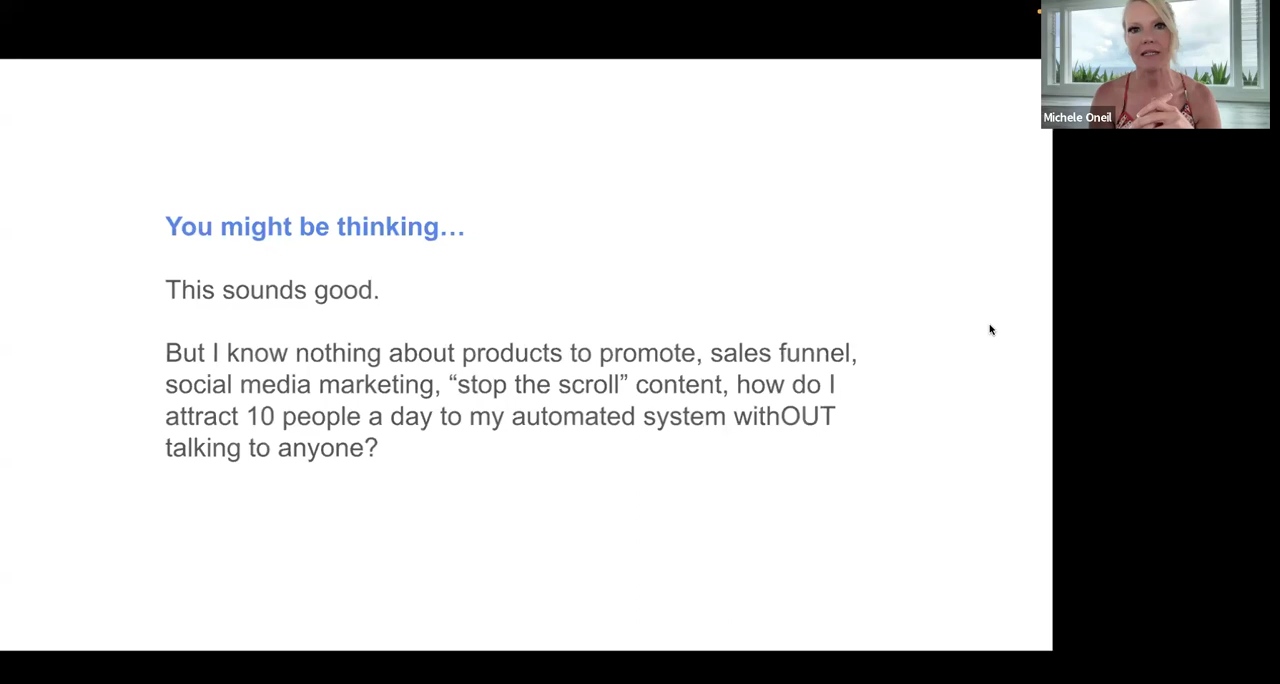 Michele Oneil
You might be thinking…
This sounds good.
But I know nothing about products to promote, sales funnel,
social media marketing, “stop the scroll” content, how do I
attract 10 people a day to my automated system withOUT
talking to anyone?